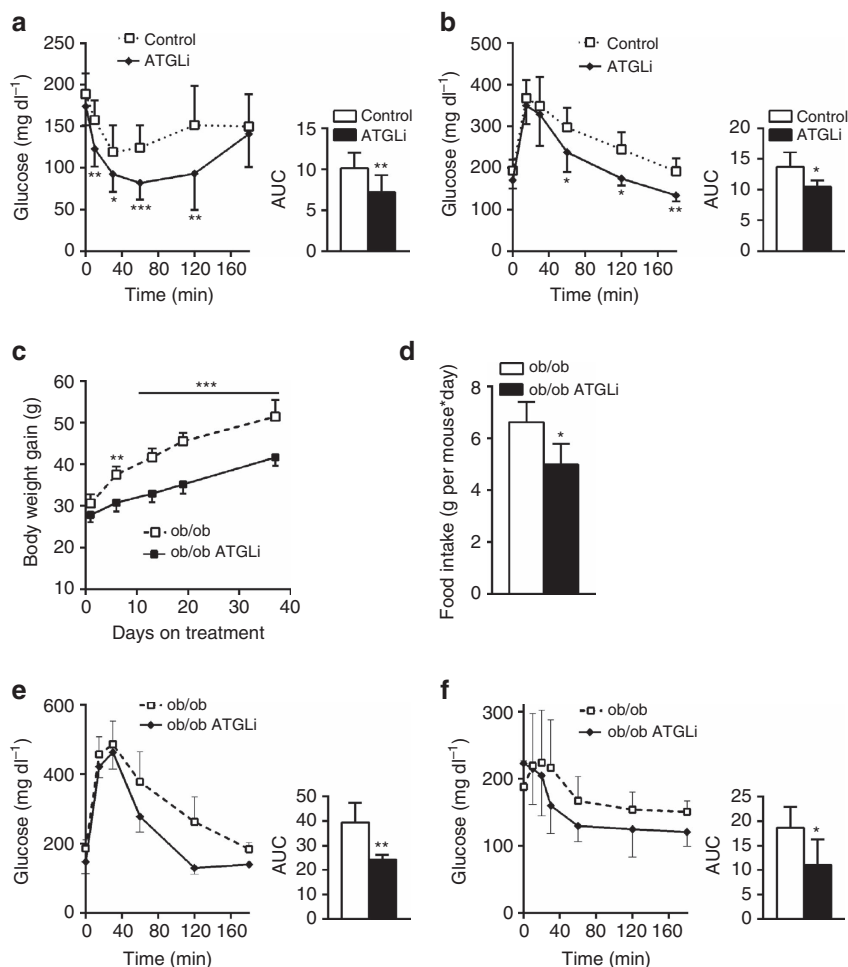 a
Control
ATGLi
Glucose (mg dl–1)
250
200
150
100
50
0
** * *** **
0 40 80 120 160
Time (min)
Control
ATGLi
AUC
15
10
5
0
**
b
Control
ATGLi
Glucose (mg dl–1)
500
400
300
200
100
0
* * **
0 40 80 120 160
Time (min)
Control
ATGLi
AUC
20
15
10
5
0
*
c
Body weight gain (g)
60
50
40
30
20
10
***
**
ob/ob
ob/ob ATGLi
0 10 20 30 40
Days on treatment
d
ob/ob
ob/ob ATGLi
Food intake (g per mouse*day)
8
6
4
2
0
*
e
ob/ob
ob/ob ATGLi
Glucose (mg dl–1)
600
400
200
0
0 40 80 120 160
Time (min)
AUC
50
40
30
20
10
0
**
f
ob/ob
ob/ob ATGLi
Glucose (mg dl–1)
300
200
100
0
0 40 80 120 160
Time (min)
AUC
25
20
15
10
5
0
*